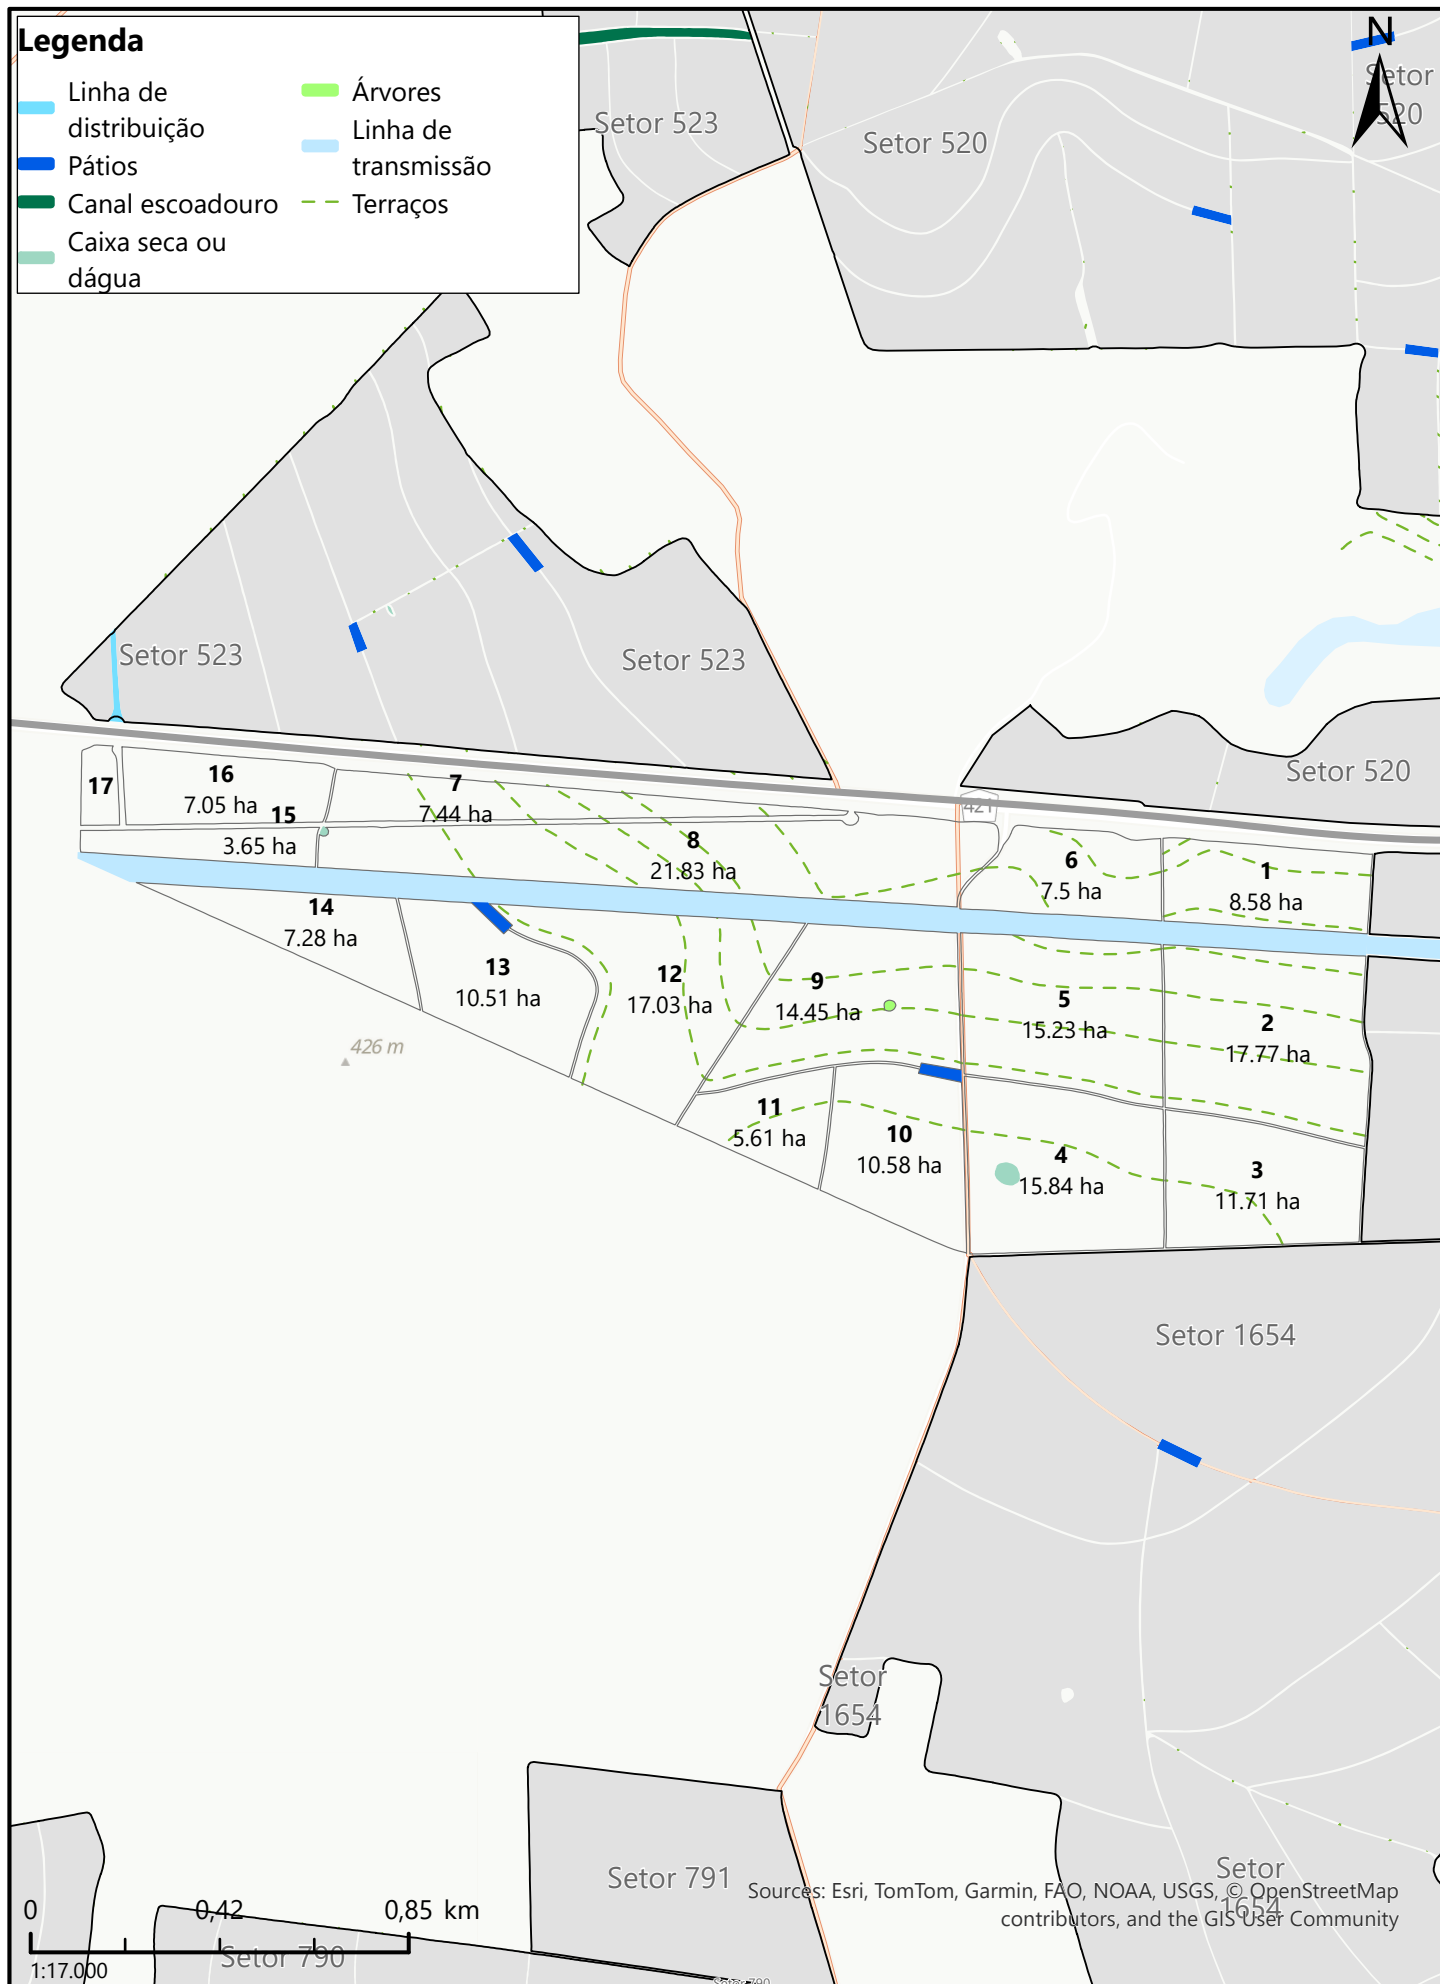 Legenda
Linha de
distribuição
Pátios
Canal escoadouro
Caixa seca ou
dágua
Árvores
Linha de
transmissão
Terraços
N
Setor
520
Setor 523
Setor 520
Setor 523
Setor 523
Setor 520
421
17
16
7.05 ha
15
3.65 ha
7
7.44 ha
8
21.83 ha
6
7.5 ha
1
8.58 ha
14
7.28 ha
13
10.51 ha
12
17.03 ha
9
14.45 ha
5
15.23 ha
2
17.77 ha
426 m
11
5.61 ha
10
10.58 ha
4
15.84 ha
3
11.71 ha
Setor 1654
Setor
1654
Setor 791
Setor
1654
Sources: Esri, TomTom, Garmin, FAO, NOAA, USGS, © OpenStreetMap
contributors, and the GIS User Community
0 0,42 0,85 km
1:17.000
Setor 790
Setor 790